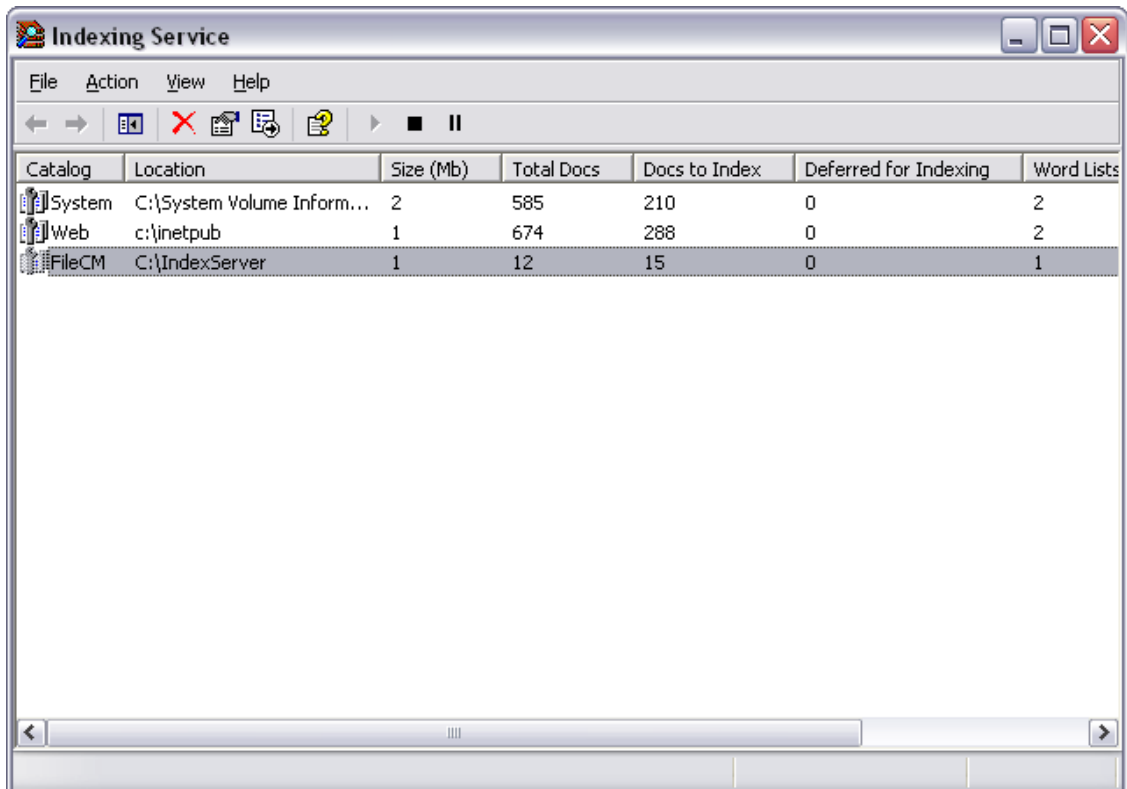 Indexing Service
File Action View Help
Catalog Location Size (Mb) Total Docs Docs to Index Deferred for Indexing Word Lists
System C:\System Volume Inform... 2 585 210 0 2
Web c:\inetpub 1 674 288 0 2
FileCM C:\IndexServer 1 12 15 0 1